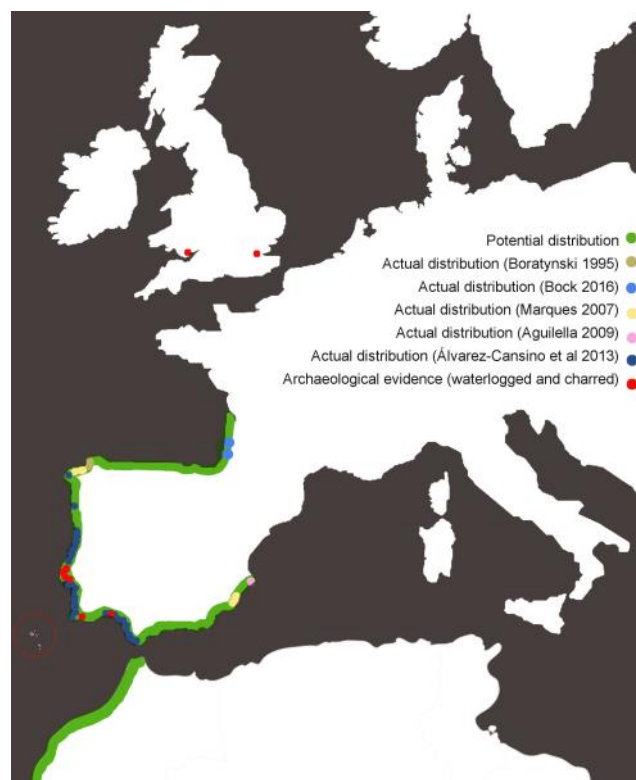 Potential distribution
Actual distribution (Boratynski 1995)
Actual distribution (Bock 2016)
Actual distribution (Marques 2007)
Actual distribution (Aguilella 2009)
Actual distribution (Álvarez-Cansino et al 2013)
Archaeological evidence (waterlogged and charred)